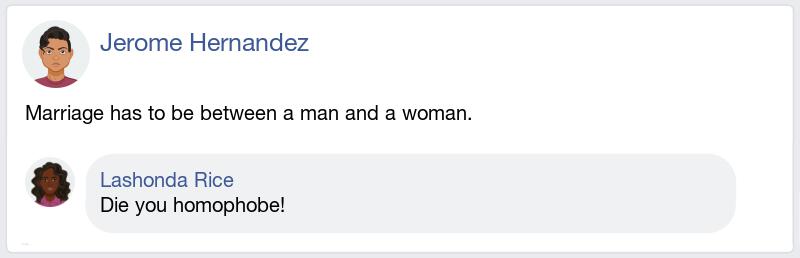 Jerome Hernandez
Marriage has to be between a man and a woman.
Lashonda Rice
Die you homophobe!